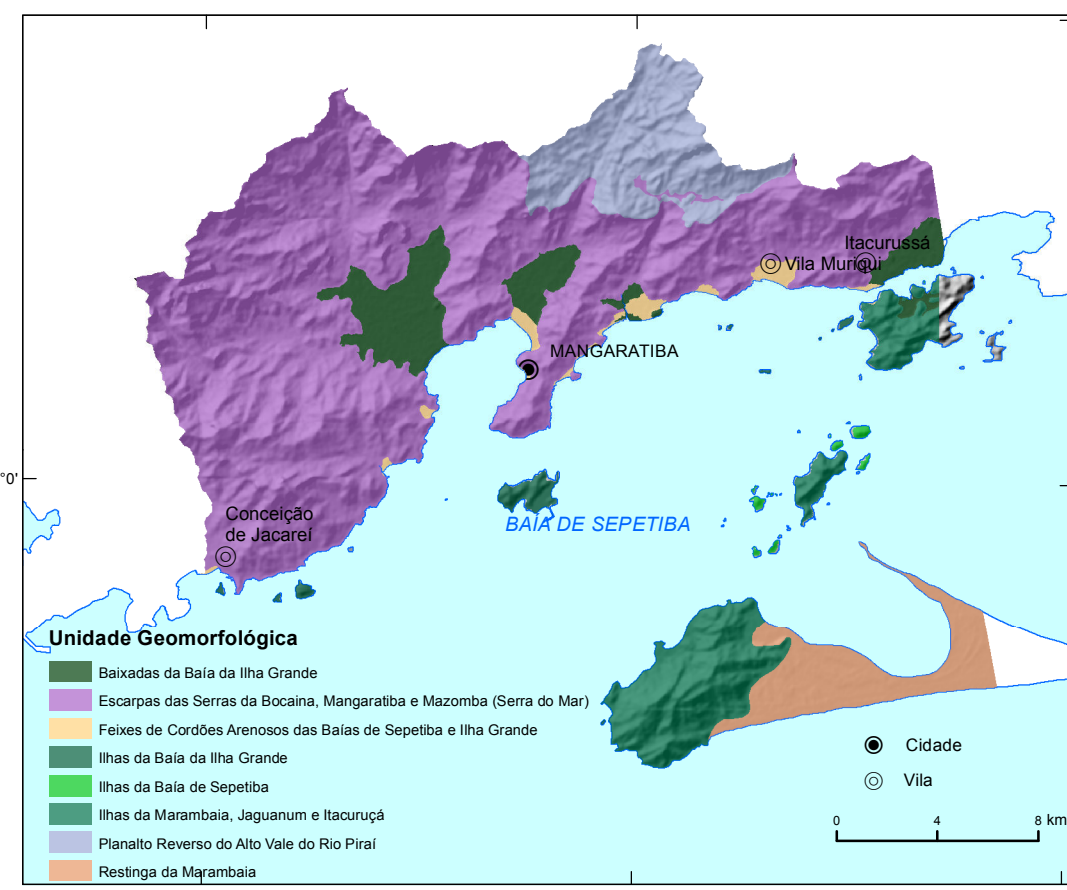 Itacurussá
Vila Muriqui
MANGARATIBA
°0'
Conceição
de Jacareí
BAÍA DE SEPETIBA
Unidade Geomorfológica
Baixadas da Baía da Ilha Grande
Escarpas das Serras da Bocaina, Mangaratiba e Mazomba (Serra do Mar)
Feixes de Cordões Arenosos das Baías de Sepetiba e Ilha Grande
Ilhas da Baía da Ilha Grande
Ilhas da Baía de Sepetiba
Ilhas da Marambaia, Jaguanum e Itacuruçá
Planalto Reverso do Alto Vale do Rio Piraí
Restinga da Marambaia
Cidade
Vila
0 4 8 km